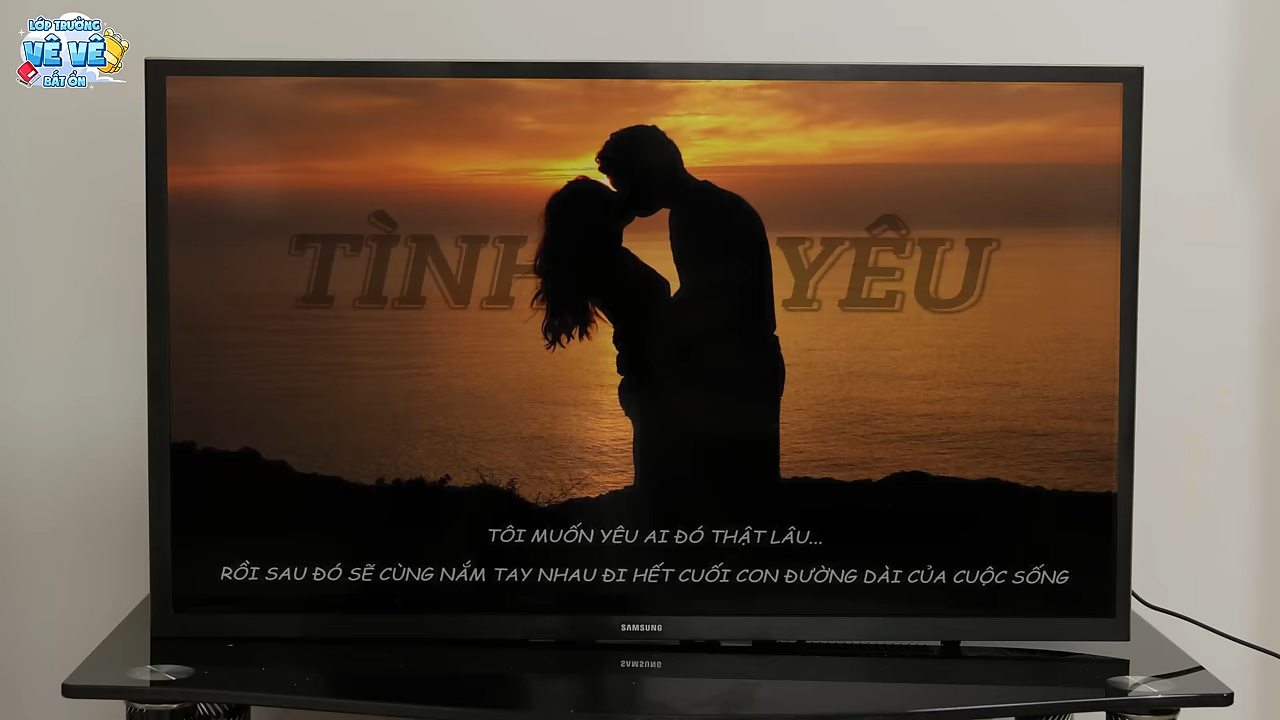 LỚP TRƯỞNG
VÊ VÊ
BẤT ỔN
TÌNH YÊU
TÔI MUỐN YÊU AI ĐÓ THẬT LÂU...
RỒI SAU ĐÓ SẼ CÙNG NẮM TAY NHAU ĐI HẾT CUỐI CON ĐƯỜNG DÀI CỦA CUỘC SỐNG
SAMSUNG